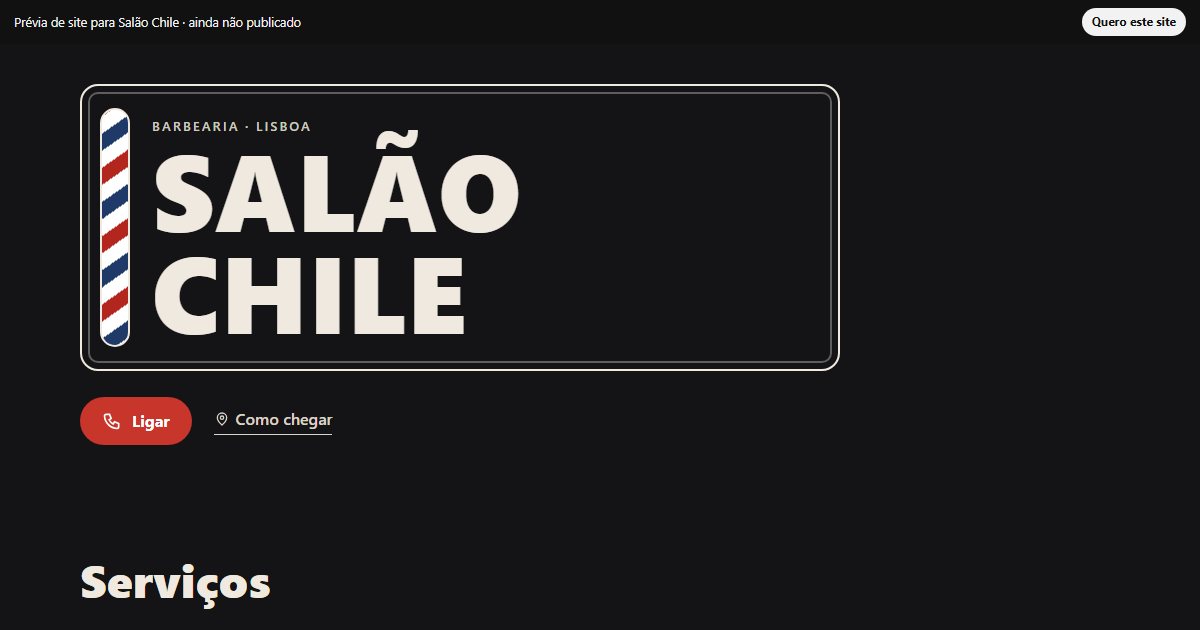 Prévia de site para Salão Chile · ainda não publicado
Quero este site
BARBEARIA · LISBOA
SALÃO
CHILE
Ligar
Como chegar
Serviços